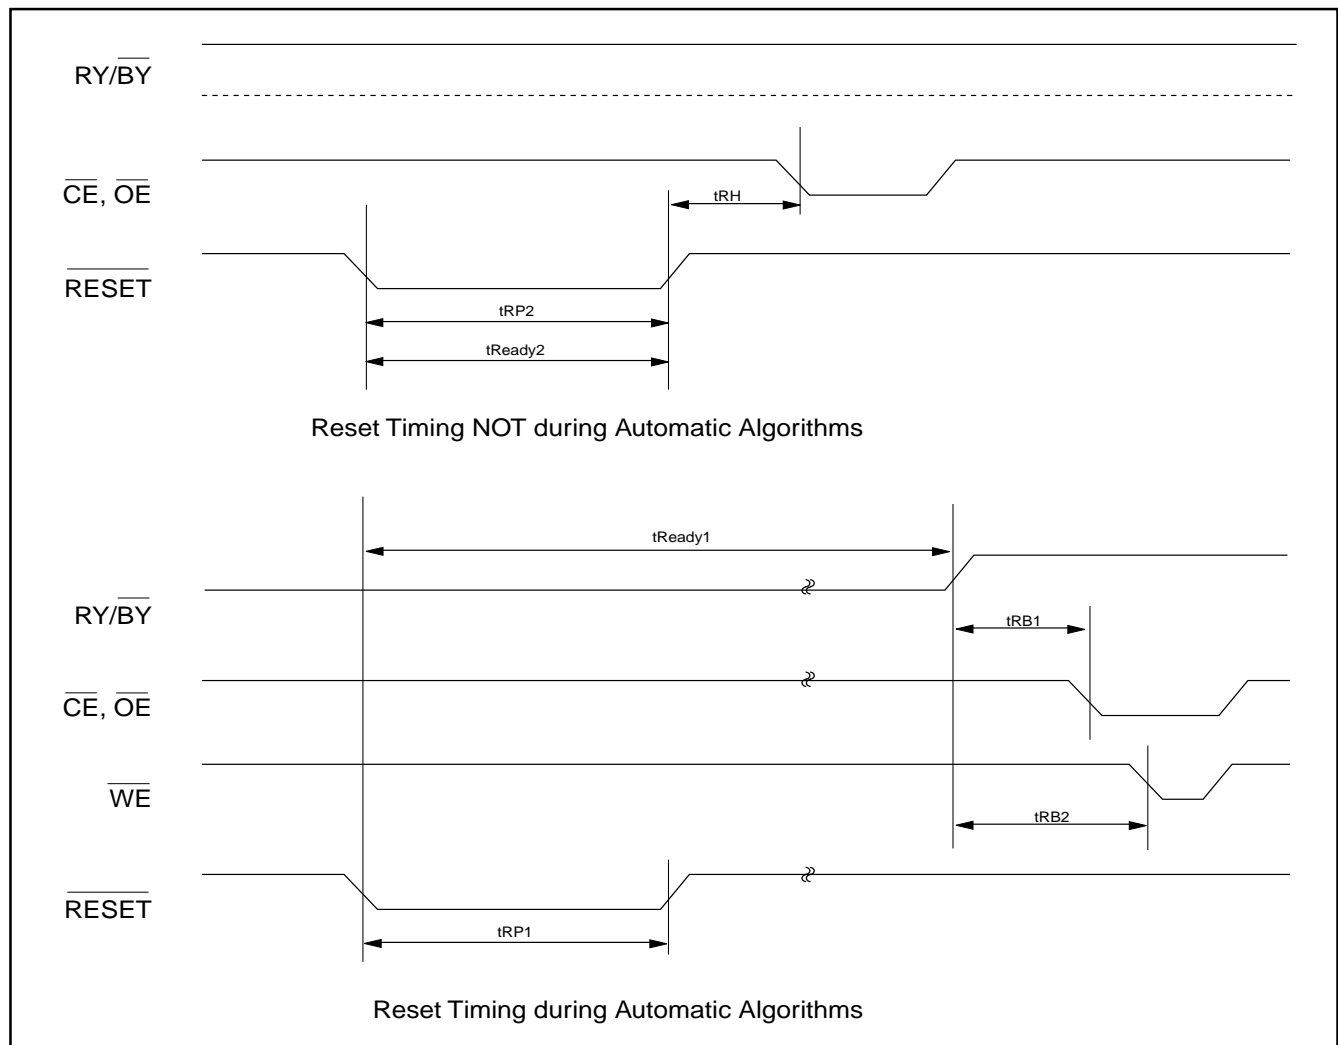 RY/BY
CE, OE
tRH
RESET
tRP2
tReady2
Reset Timing NOT during Automatic Algorithms
tReady1
RY/BY
tRB1
CE, OE
WE
tRB2
RESET
tRP1
Reset Timing during Automatic Algorithms